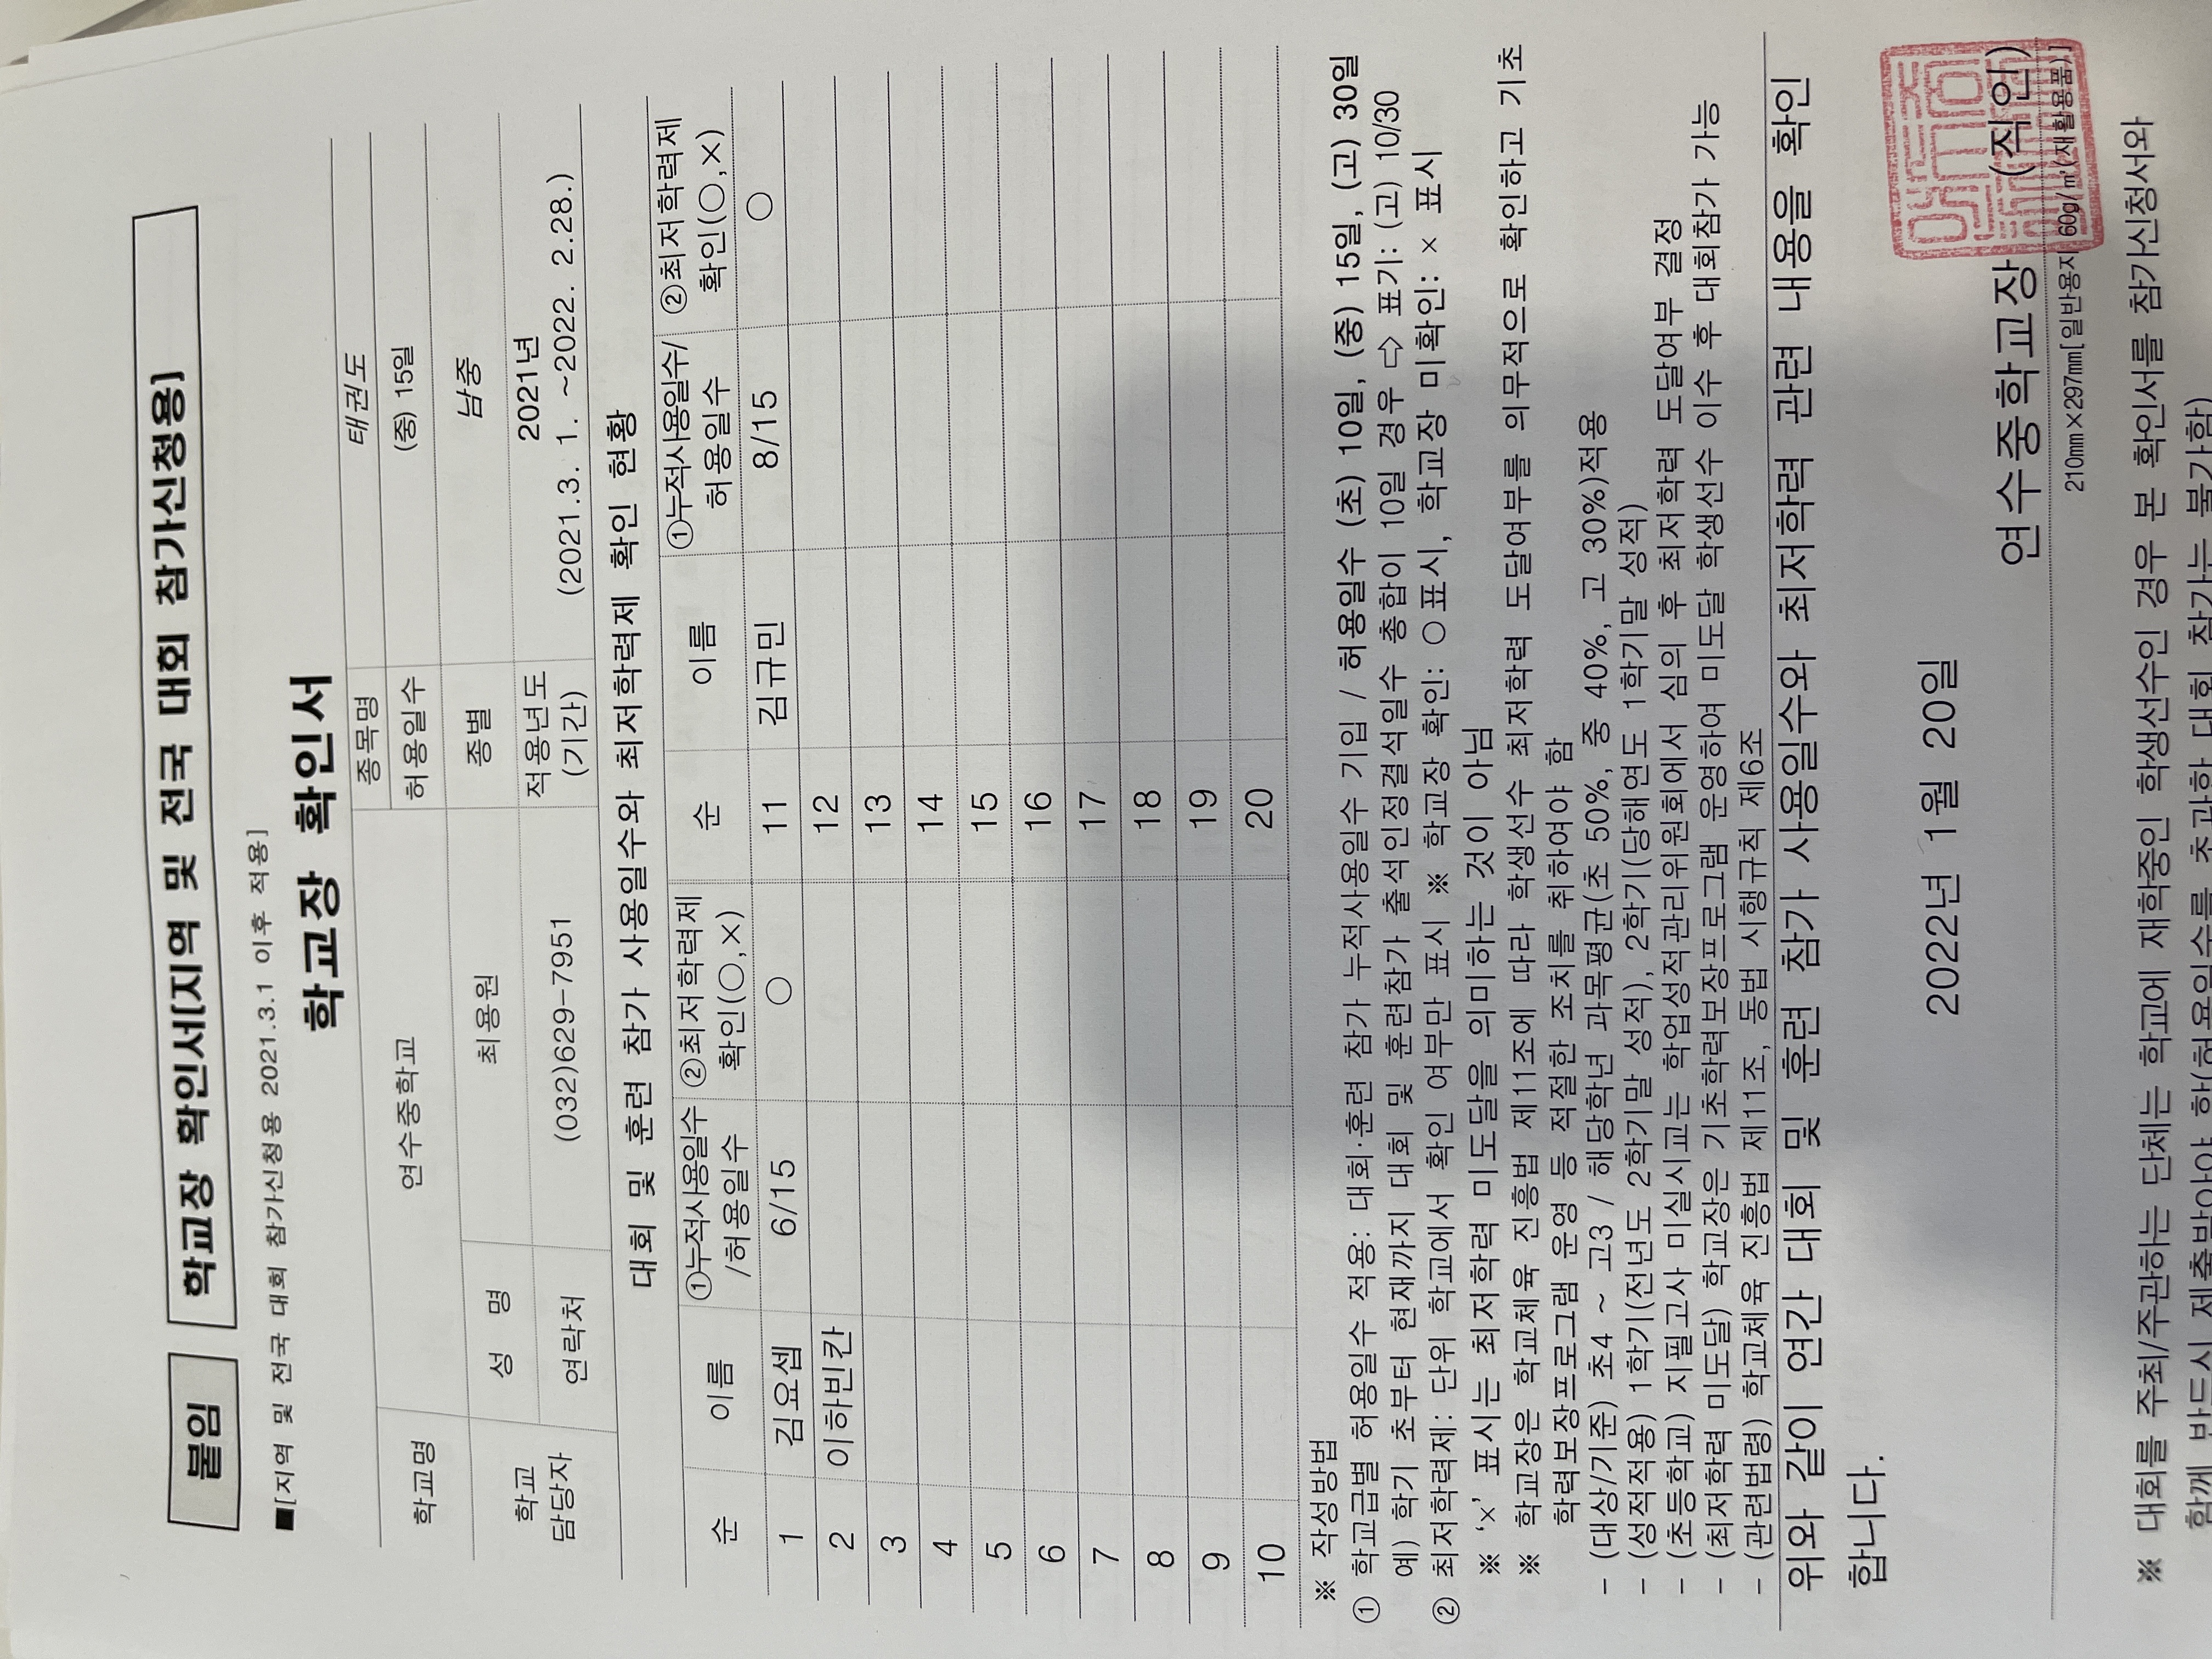 붙임
학교장 확인서[지역 및 전국 대회 참가신청용]
■[지역 및 전국 대회 참가신청용 2021.3.1 이후 적용]
학교장 확인서
학교명 연수중학교 종목명 태권도
허용일수 (중) 15일
학교 담당자 성 명 최용원 종별 남중
연락처 (032)629-7951 적용년도 (기간) 2021년 (2021.3. 1. ~2022. 2.28.)
대회 및 훈련 참가 사용일수와 최저학력제 확인 현황
순 이름 ①누적사용일수/허용일수 ②최저학력제 확인(○,×) 순 이름 ①누적사용일수/허용일수 ②최저학력제 확인(○,×)
1 김요셉 6/15 ○ 11 김규민 8/15 ○
2 이하빈칸 12
3 13
4 14
5 15
6 16
7 17
8 18
9 19
10 20
※ 작성방법
① 학교급별 허용일수 적용: 대회·훈련 참가 누적사용일수 기입 / 허용일수 (초) 10일, (중) 15일, (고) 30일
예) 학기 초부터 현재까지 대회 및 훈련참가 출석인정결석일수 총합이 10일 경우 ⇨ 표기: (고) 10/30
② 최저학력제: 단위 학교에서 확인 여부만 표시 ※ 학교장 확인: ○표시, 학교장 미확인: × 표시
※ '×' 표시는 최저학력 미도달을 의미하는 것이 아님
※ 학교장은 학교체육 진흥법 제11조에 따라 학생선수 최저학력 도달여부를 의무적으로 확인하고 기초
학력보장프로그램 운영 등 적절한 조치를 취하여야 함
- (대상/기준) 초4 ~ 고3 / 해당학년 과목평균(초 50%, 중 40%, 고 30%)적용
- (성적적용) 1학기(전년도 2학기말 성적), 2학기(당해연도 1학기말 성적)
- (초등학교) 지필고사 미실시교는 학업성적관리위원회에서 심의 후 최저학력 도달여부 결정
- (최저학력 미도달) 학교장은 기초학력보장프로그램 운영하여 미도달 학생선수 이수 후 대회참가 가능
- (관련법령) 학교체육 진흥법 제11조, 동법 시행규칙 제6조
위와 같이 연간 대회 및 훈련 참가 사용일수와 최저학력 관련 내용을 확인
합니다.
2022년 1월 20일
연수중학교장 (직인)
210㎜×297㎜[일반용지 60g/㎡(재활용품)]
※ 대회를 주최/주관하는 단체는 학교에 재학중인 학생선수인 경우 본 확인서를 참가신청서와
함께 반드시 제출받아야 함(허용일수를 초과한 대회 참가는 불가함)